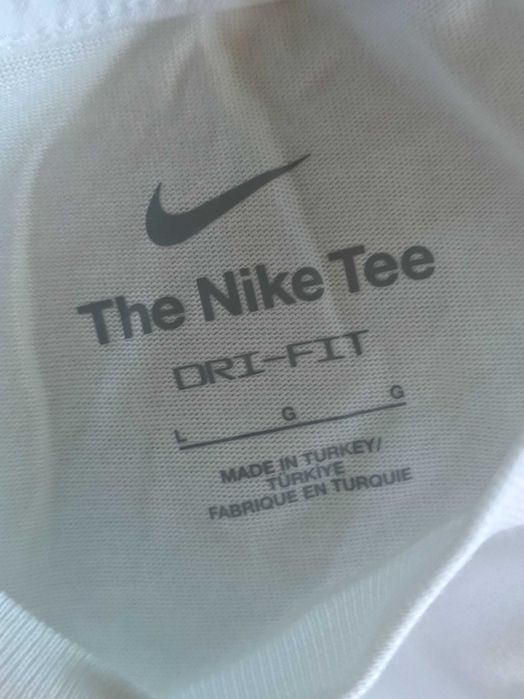 The Nike Tee
DRI-FIT
L G G
MADE IN TURKEY/
TÜRKİYE
FABRIQUE EN TURQUIE